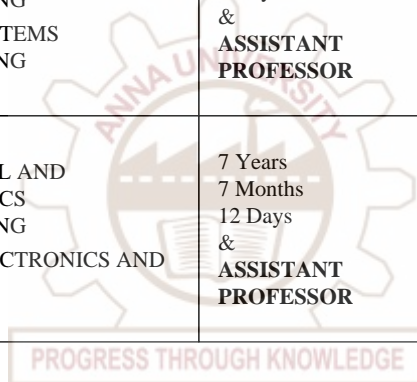 NG
TEMS
NG
&
ASSISTANT
PROFESSOR
L AND
CS
NG
CTRONICS AND
7 Years
7 Months
12 Days
&
ASSISTANT
PROFESSOR
ANNA UNIVERSITY
PROGRESS THROUGH KNOWLEDGE